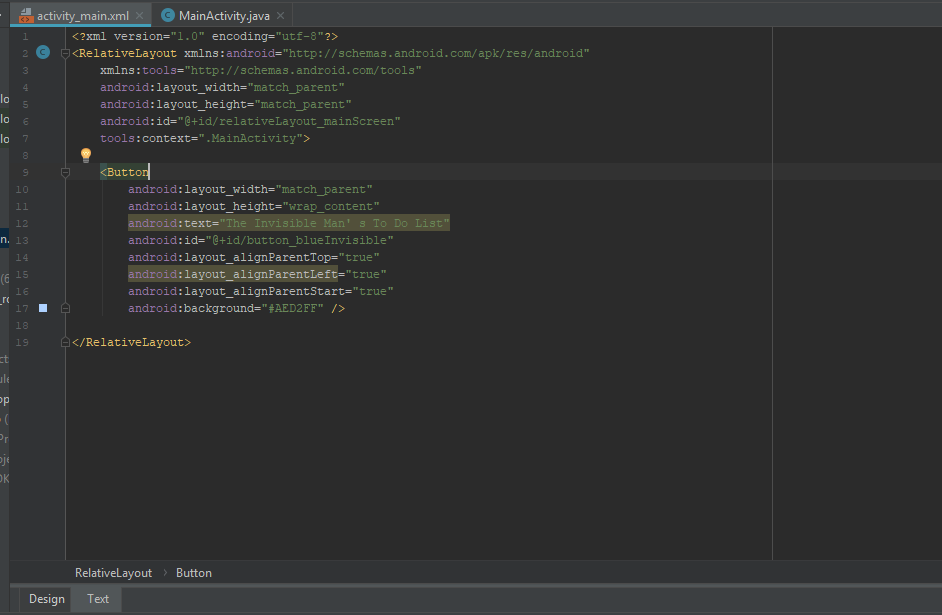 activity_main.xml MainActivity.java
1 <?xml version="1.0" encoding="utf-8"?>
2 <RelativeLayout xmlns:android="http://schemas.android.com/apk/res/android"
3 xmlns:tools="http://schemas.android.com/tools"
4 android:layout_width="match_parent"
5 android:layout_height="match_parent"
6 android:id="@+id/relativeLayout_mainScreen"
7 tools:context=".MainActivity">
8
9 <Button
10 android:layout_width="match_parent"
11 android:layout_height="wrap_content"
12 android:text="The Invisible Man' s To Do List"
13 android:id="@+id/button_blueInvisible"
14 android:layout_alignParentTop="true"
15 android:layout_alignParentLeft="true"
16 android:layout_alignParentStart="true"
17 android:background="#AED2FF" />
18
19 </RelativeLayout>
RelativeLayout › Button
Design Text